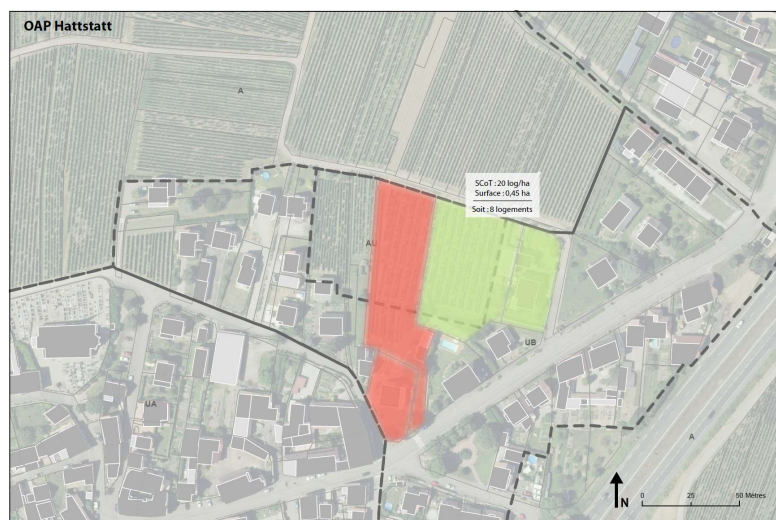 OAP Hattstatt
A
SCoT : 20 log/ha
Surface : 0,45 ha
Soit : 8 logements
AU
UB
UA
A
N
0 25 50 Mètres